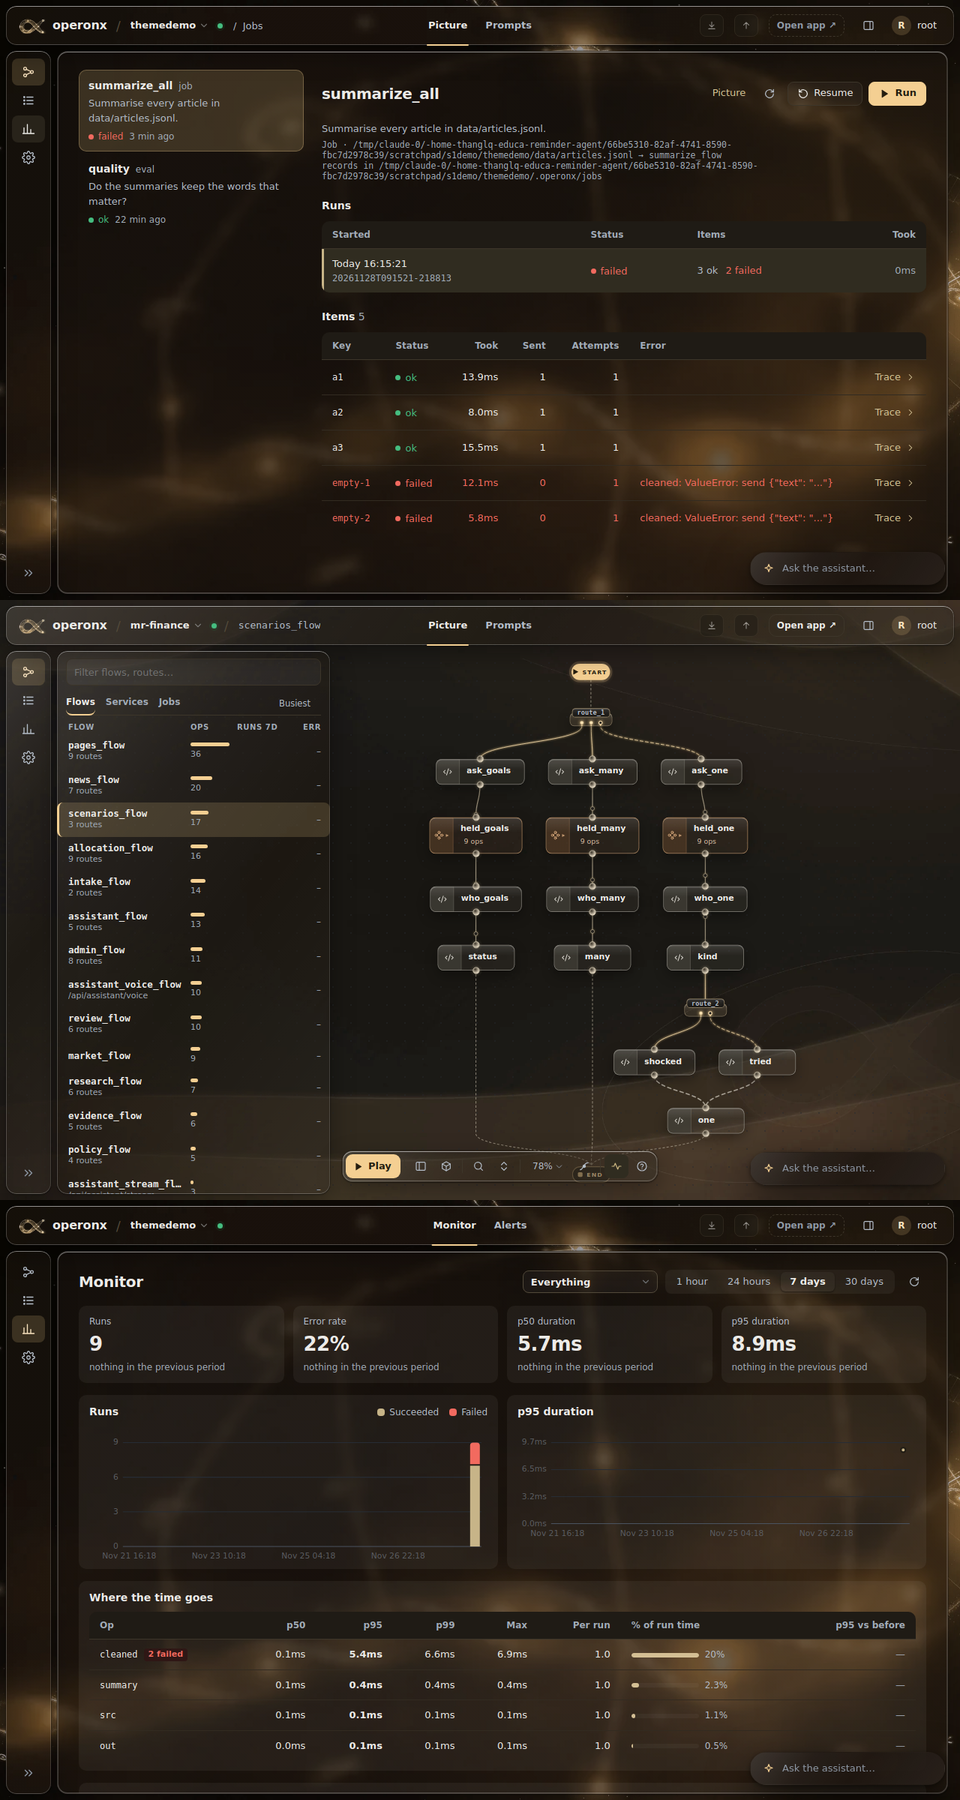 operonx / themedemo / Jobs
Picture Prompts
Open app ↗ R root
summarize_all job
Summarise every article in
data/articles.jsonl.
failed 3 min ago
quality eval
Do the summaries keep the words that
matter?
ok 22 min ago
summarize_all
Picture Resume Run
Summarise every article in data/articles.jsonl.
Job · /tmp/claude-0/-home-thanglq-educa-reminder-agent/66be5310-82af-4741-8590-
fbc7d2978c39/scratchpad/s1demo/themedemo/data/articles.jsonl → summarize_flow
records in /tmp/claude-0/-home-thanglq-educa-reminder-agent/66be5310-82af-4741-8590-
fbc7d2978c39/scratchpad/s1demo/themedemo/.operonx/jobs
Runs
Started Status Items Took
Today 16:15:21
20261128T091521-218813
failed 3 ok 2 failed 0ms
Items 5
Key Status Took Sent Attempts Error
a1 ok 13.9ms 1 1 Trace >
a2 ok 8.0ms 1 1 Trace >
a3 ok 15.5ms 1 1 Trace >
empty-1 failed 12.1ms 0 1 cleaned: ValueError: send {"text": "..."} Trace >
empty-2 failed 5.8ms 0 1 cleaned: ValueError: send {"text": "..."} Trace >
Ask the assistant...
operonx / mr-finance / scenarios_flow
Picture Prompts
Open app ↗ R root
Filter flows, routes...
Flows Services Jobs Busiest
FLOW OPS RUNS 7D ERR
pages_flow
9 routes 36 –
news_flow
7 routes 20 –
scenarios_flow
3 routes 17 –
allocation_flow
9 routes 16 –
intake_flow
2 routes 14 –
assistant_flow
5 routes 13 –
admin_flow
8 routes 11 –
assistant_voice_flow
/api/assistant/voice 10 –
review_flow
6 routes 10 –
market_flow 9 –
research_flow
6 routes 7 –
evidence_flow
5 routes 6 –
policy_flow
4 routes 5 –
assistant_stream_fl…
3 –
START
route_1
ask_goals ask_many ask_one
held_goals held_many held_one
9 ops 9 ops 9 ops
who_goals who_many who_one
status many kind
route_2
shocked tried
one
END
Play 78%
Ask the assistant...
operonx / themedemo
Monitor Alerts
Open app ↗ R root
Monitor
Everything 1 hour 24 hours 7 days 30 days
Runs
9
nothing in the previous period
Error rate
22%
nothing in the previous period
p50 duration
5.7ms
nothing in the previous period
p95 duration
8.9ms
nothing in the previous period
Runs Succeeded Failed
9
6
3
0
Nov 21 16:18 Nov 23 10:18 Nov 25 04:18 Nov 26 22:18
p95 duration
9.7ms
6.5ms
3.2ms
0.0ms
Nov 21 16:18 Nov 23 10:18 Nov 25 04:18 Nov 26 22:18
Where the time goes
Op p50 p95 p99 Max Per run % of run time p95 vs before
cleaned 2 failed 0.1ms 5.4ms 6.6ms 6.9ms 1.0 20% —
summary 0.1ms 0.4ms 0.4ms 0.4ms 1.0 2.3% —
src 0.1ms 0.1ms 0.1ms 0.1ms 1.0 1.1% —
out 0.0ms 0.1ms 0.1ms 0.1ms 1.0 0.5% —
Ask the assistant...